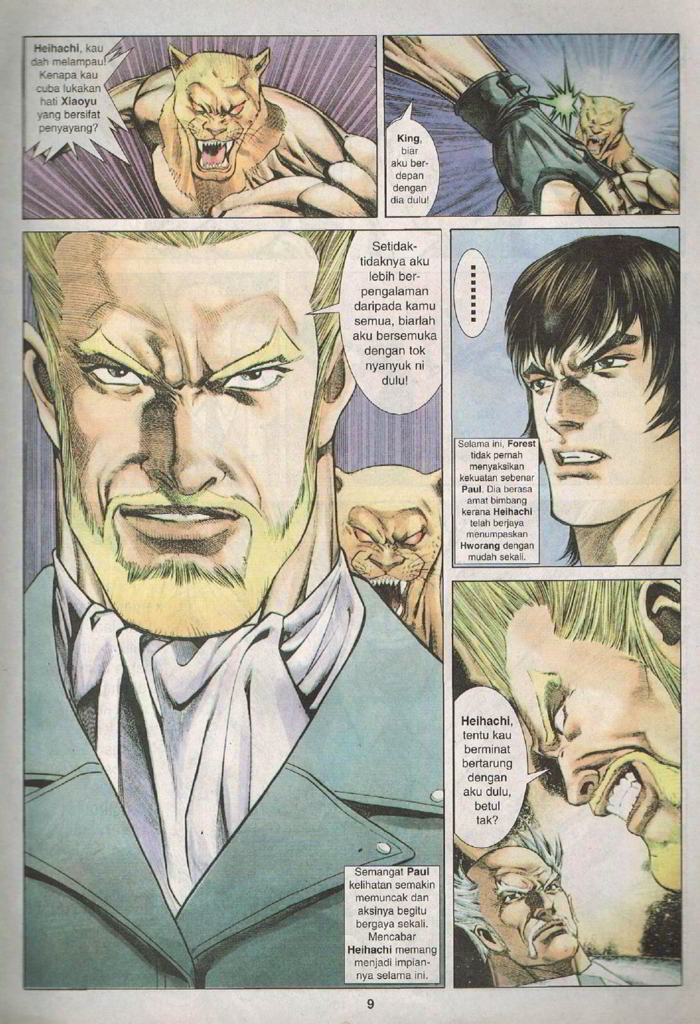 Heihachi, kau
dah melampau!
Kenapa kau
cuba lukakan
hati Xiaoyu
yang bersifat
penyayang?
King,
biar
aku ber-
depan
dengan
dia dulu!
Setidak-
tidaknya aku
lebih ber-
pengalaman
daripada kamu
semua, biarlah
aku bersemuka
dengan tok
nyanyuk ni
dulu!
Selama ini, Forest
tidak pernah
menyaksikan
kekuatan sebenar
Paul. Dia berasa
amat bimbang
kerana Heihachi
telah berjaya
menumpaskan
Hworang dengan
mudah sekali.
Semangat Paul
kelihatan semakin
memuncak dan
aksinya begitu
bergaya sekali.
Mencabar
Heihachi memang
menjadi impian-
nya selama ini.
Heihachi,
tentu kau
berminat
bertarung
dengan
aku dulu,
betul
tak?
9